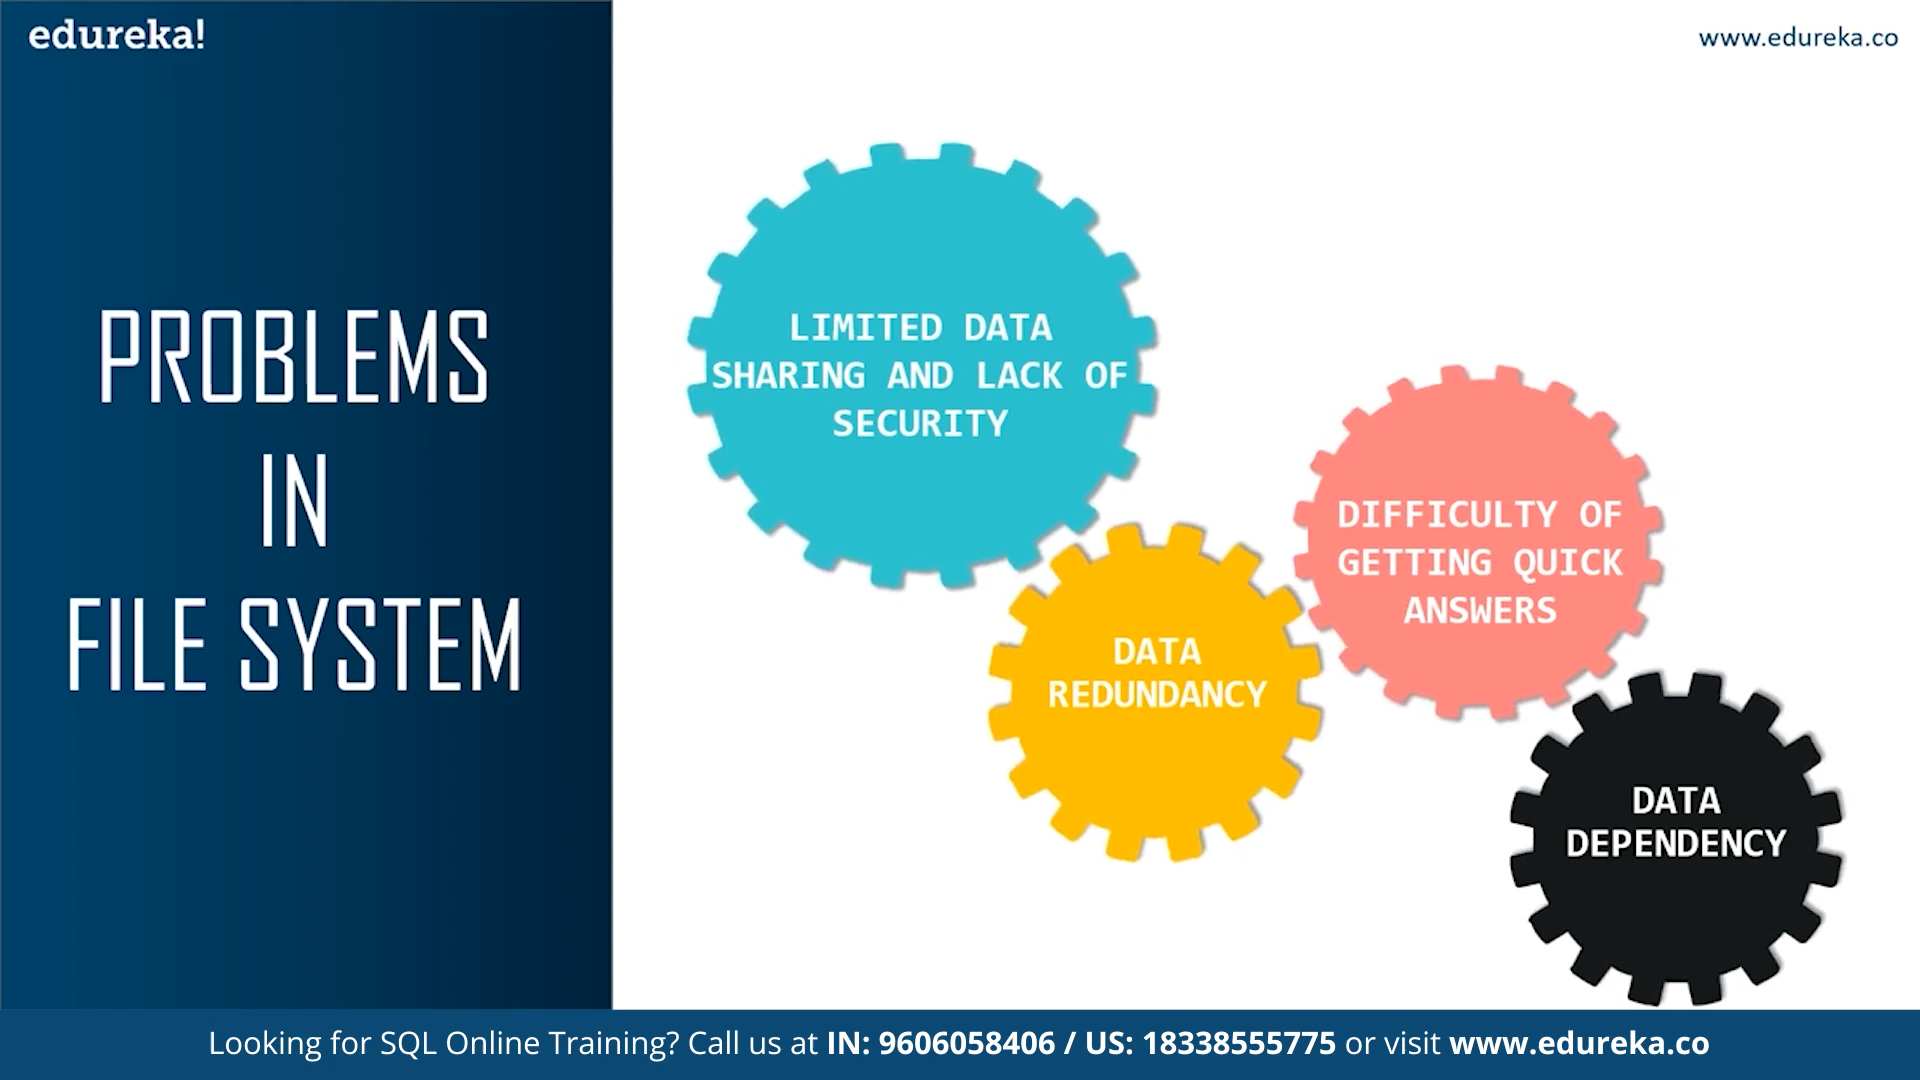 edureka!
www.edureka.co
PROBLEMS
IN
FILE SYSTEM
LIMITED DATA
SHARING AND LACK OF
SECURITY
DATA
REDUNDANCY
DIFFICULTY OF
GETTING QUICK
ANSWERS
DATA
DEPENDENCY
Looking for SQL Online Training? Call us at IN: 9606058406 / US: 18338555775 or visit www.edureka.co